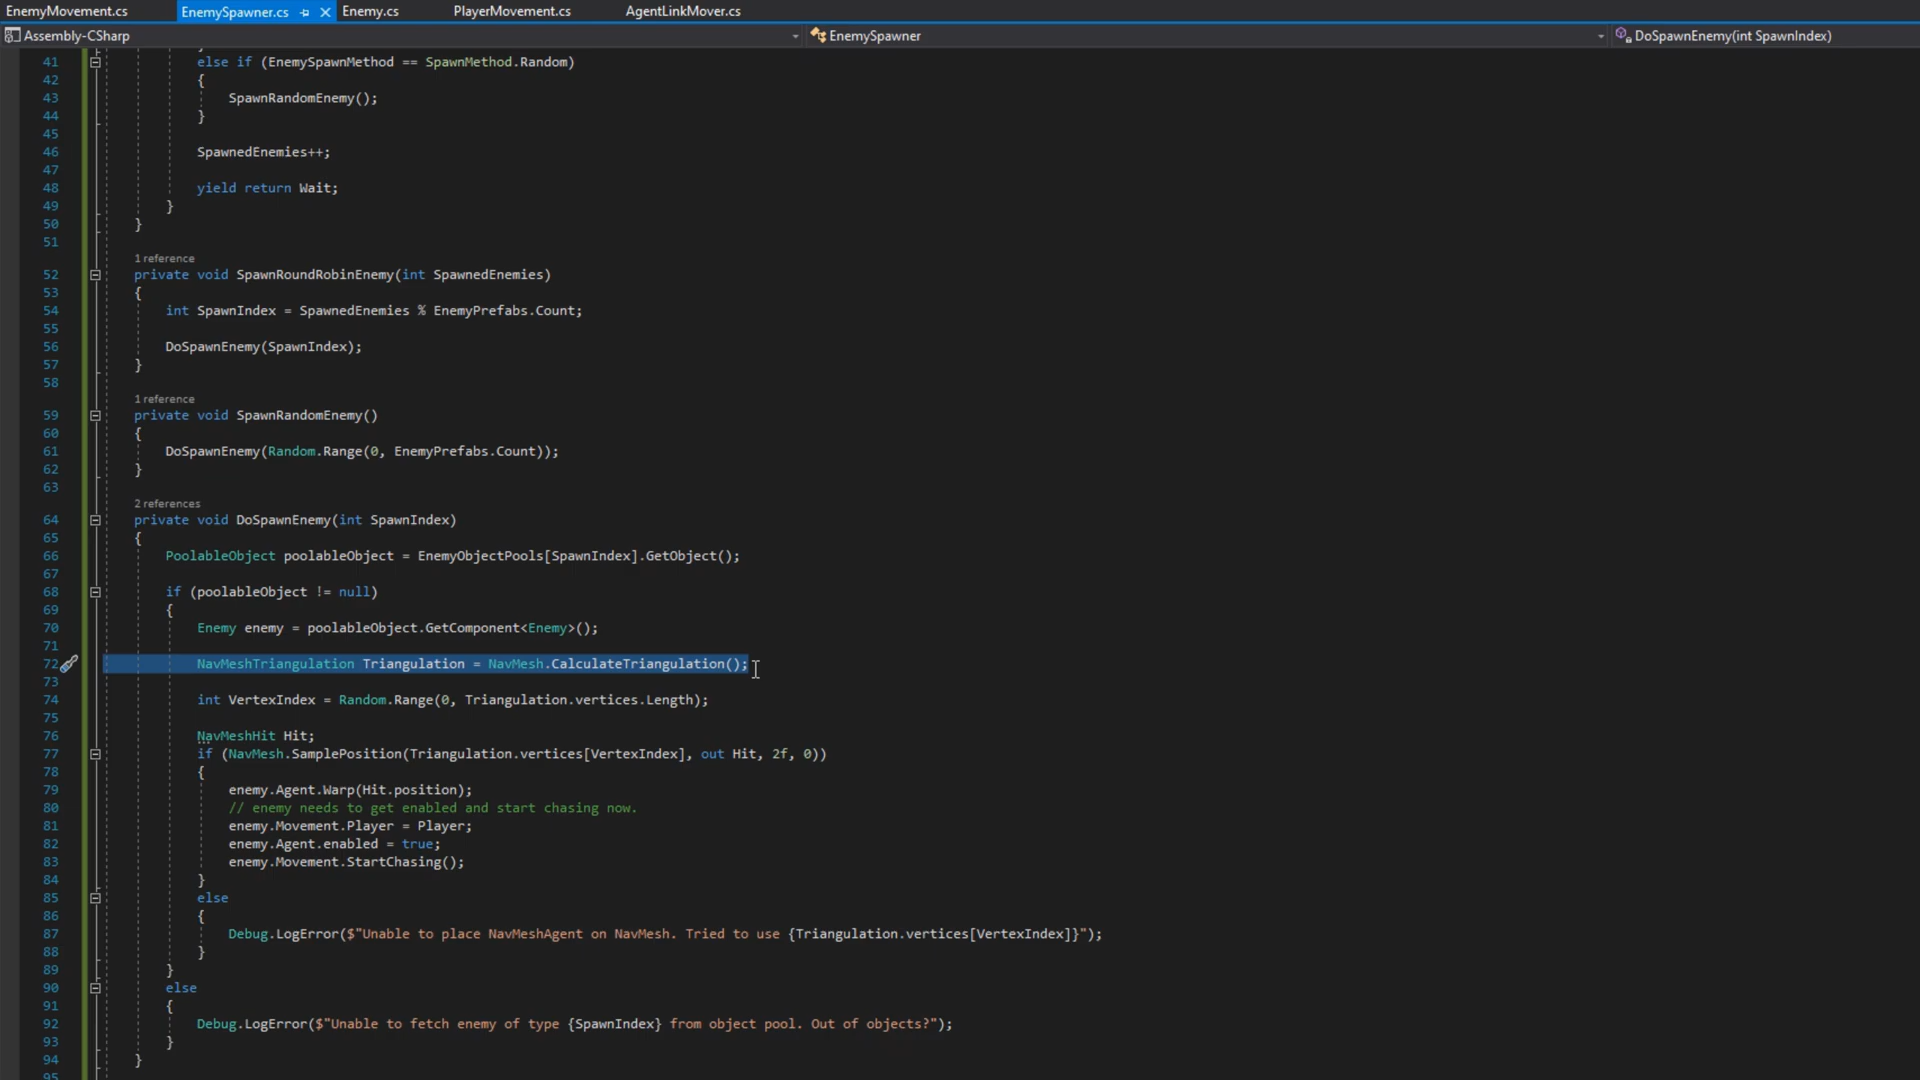 EnemyMovement.cs EnemySpawner.cs Enemy.cs PlayerMovement.cs AgentLinkMover.cs
Assembly-CSharp EnemySpawner DoSpawnEnemy(int SpawnIndex)
41 else if (EnemySpawnMethod == SpawnMethod.Random)
42 {
43 SpawnRandomEnemy();
44 }
45
46 SpawnedEnemies++;
47
48 yield return Wait;
49 }
50 }
51
1 reference
52 private void SpawnRoundRobinEnemy(int SpawnedEnemies)
53 {
54 int SpawnIndex = SpawnedEnemies % EnemyPrefabs.Count;
55
56 DoSpawnEnemy(SpawnIndex);
57 }
58
1 reference
59 private void SpawnRandomEnemy()
60 {
61 DoSpawnEnemy(Random.Range(0, EnemyPrefabs.Count));
62 }
63
2 references
64 private void DoSpawnEnemy(int SpawnIndex)
65 {
66 PoolableObject poolableObject = EnemyObjectPools[SpawnIndex].GetObject();
67
68 if (poolableObject != null)
69 {
70 Enemy enemy = poolableObject.GetComponent<Enemy>();
71
72 NavMeshTriangulation Triangulation = NavMesh.CalculateTriangulation();
73
74 int VertexIndex = Random.Range(0, Triangulation.vertices.Length);
75
76 NavMeshHit Hit;
77 if (NavMesh.SamplePosition(Triangulation.vertices[VertexIndex], out Hit, 2f, 0))
78 {
79 enemy.Agent.Warp(Hit.position);
80 // enemy needs to get enabled and start chasing now.
81 enemy.Movement.Player = Player;
82 enemy.Agent.enabled = true;
83 enemy.Movement.StartChasing();
84 }
85 else
86 {
87 Debug.LogError($"Unable to place NavMeshAgent on NavMesh. Tried to use {Triangulation.vertices[VertexIndex]}");
88 }
89 }
90 else
91 {
92 Debug.LogError($"Unable to fetch enemy of type {SpawnIndex} from object pool. Out of objects?");
93 }
94 }
95